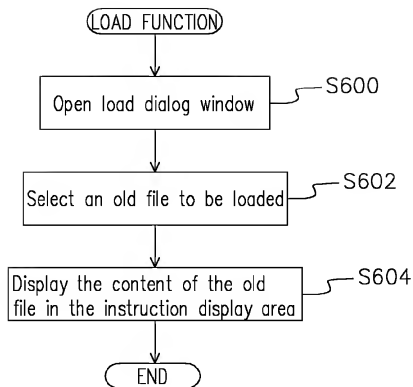 LOAD FUNCTION
Open load dialog window
S600
Select an old file to be loaded
S602
Display the content of the old
file in the instruction display area
S604
END